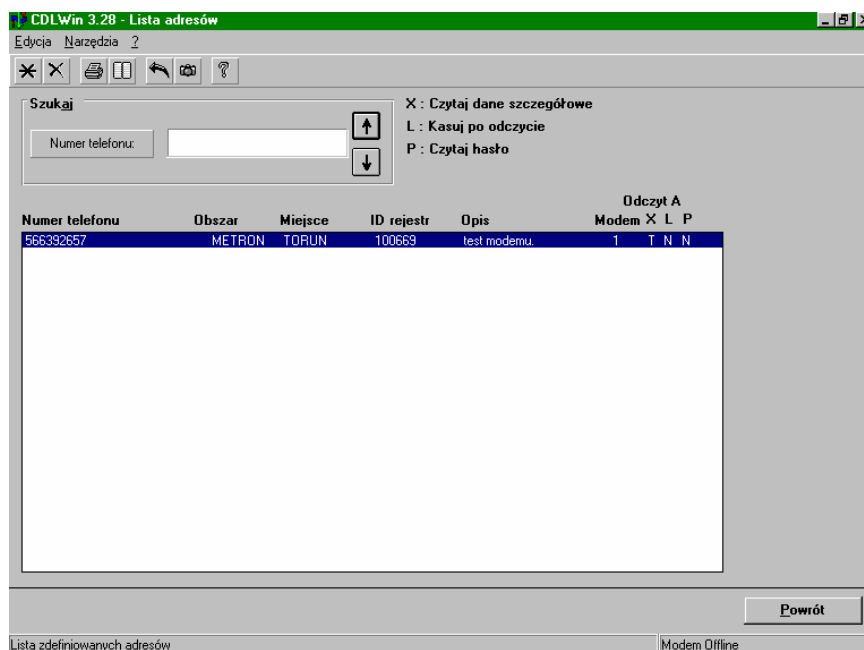 CDLWin 3.28 - Lista adresów
Edycja Narzędzia ?
Szukaj
Numer telefonu:
X : Czytaj dane szczegółowe
L : Kasuj po odczycie
P : Czytaj hasło
Odczyt A
Numer telefonu Obszar Miejsce ID rejestr Opis Modem X L P
566392657 METRON TORUN 100669 test modemu. 1 T N N
Powrót
Lista zdefiniowanych adresów Modem Offline